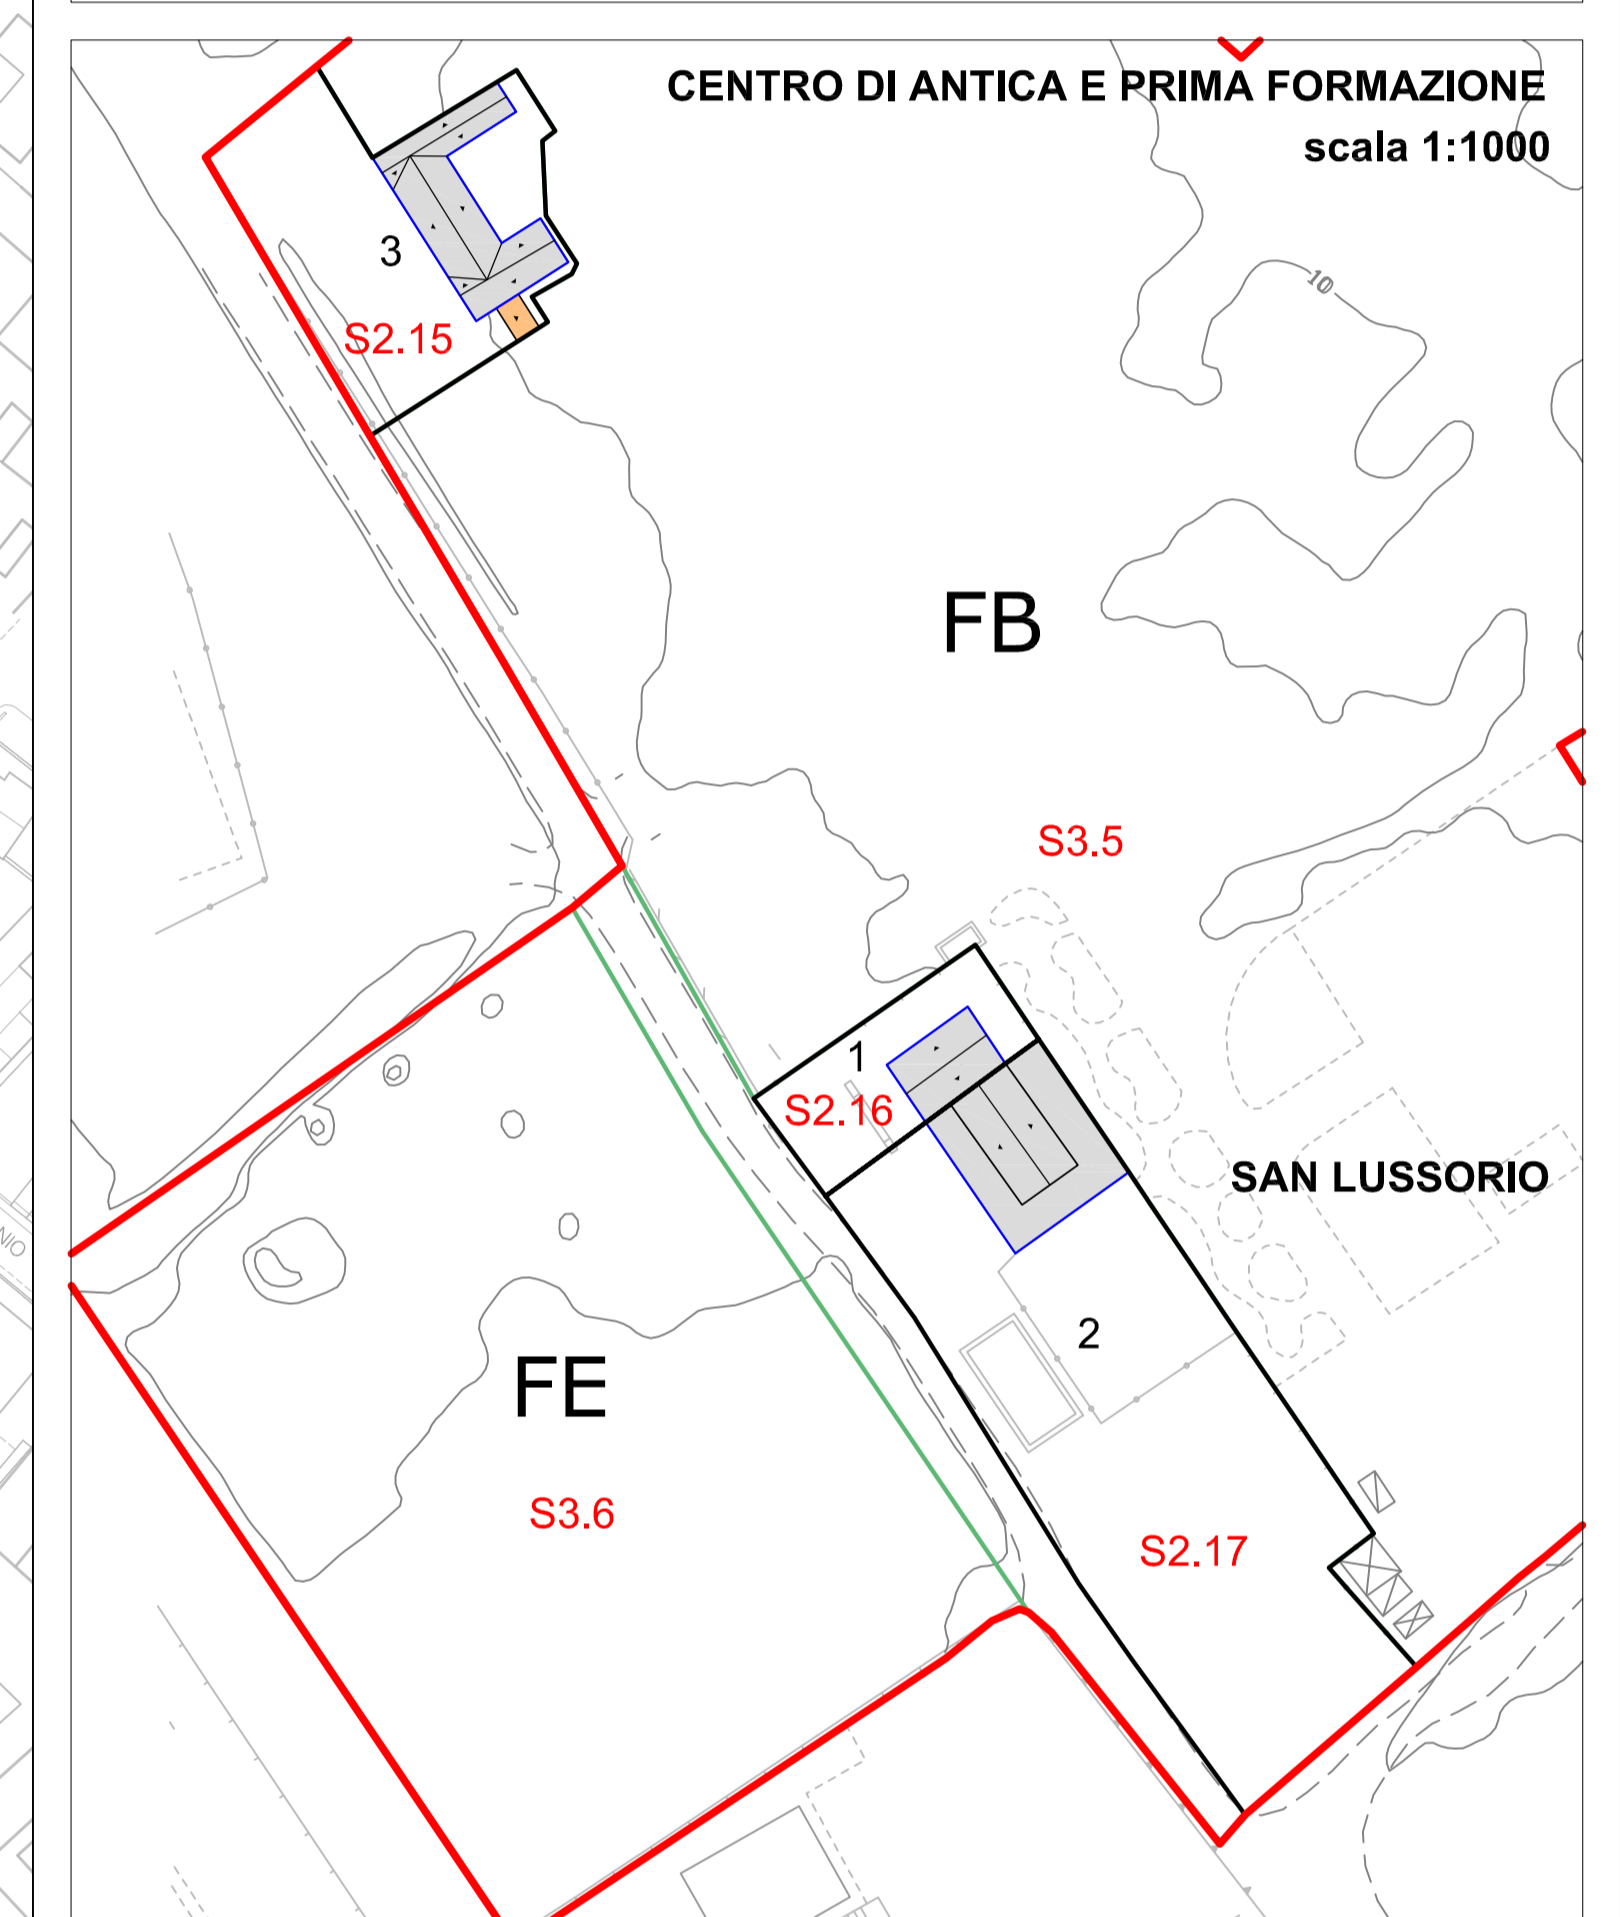 CENTRO DI ANTICA E PRIMA FORMAZIONE
scala 1:1000
3
10
S2.15
FB
S3.5
1
S2.16
SAN LUSSORIO
NIO
2
FE
S3.6
S2.17